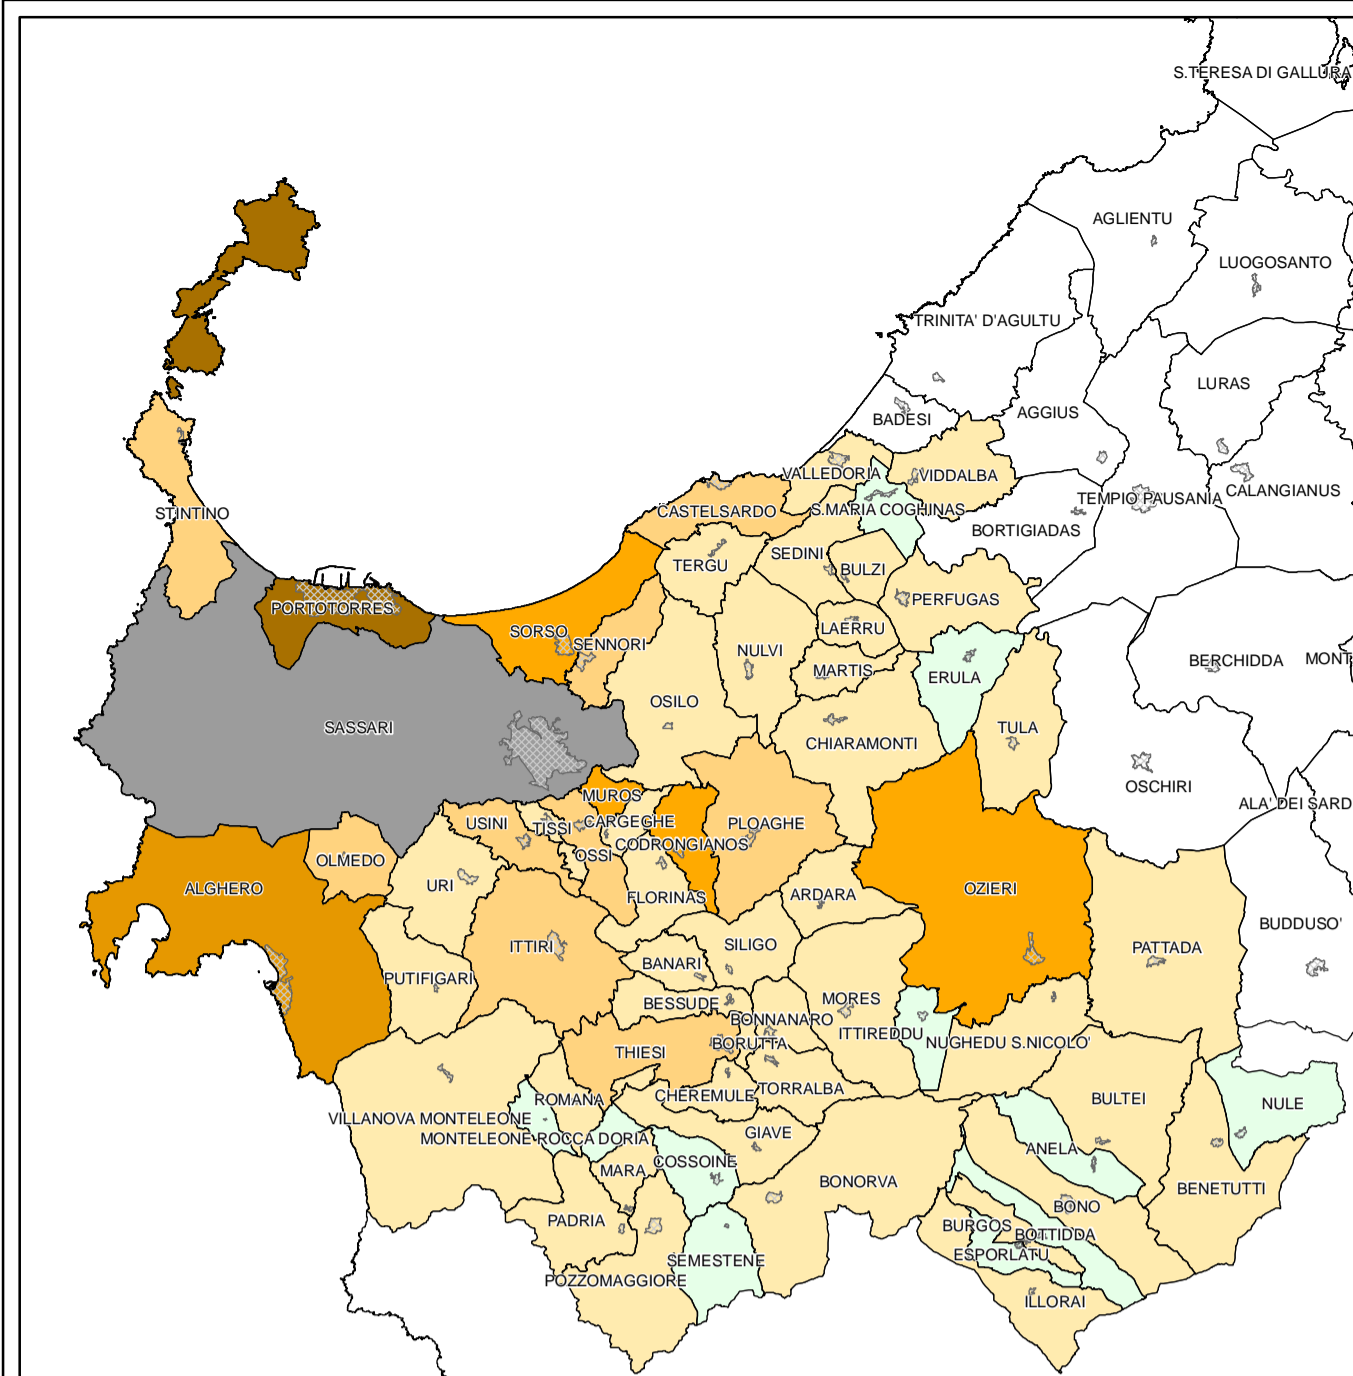 S.TERESA DI GALLURA
AGLIENTU
LUOGOSANTO
TRINITA' D'AGULTU
LURAS
AGGIUS
BADESI
VALLEDORIA
VIDDALBA
CALANGIANUS
TEMPIO PAUSANIA
STINTINO
CASTELSARDO
S.MARIA COGHINAS
BORTIGIADAS
SEDINI
TERGU
BULZI
PERFUGAS
PORTOTORRES
SORSO
SENNORI
LAERRU
NULVI
BERCHIDDA
MONT
MARTIS
ERULA
OSILO
SASSARI
TULA
CHIARAMONTI
OSCHIRI
MUROS
ALA' DEI SARD
USINI
TISSI
CARGEGHE
PLOAGHE
CODRONGIANOS
OSSI
OLMEDO
URI
ALGHERO
OZIERI
ARDARA
FLORINAS
BUDDUSO'
ITTIRI
SILIGO
PATTADA
BANARI
PUTIFIGARI
BESSUDE
MORES
BONNANARO
ITTIREDDU
NUGHEDU S.NICOLO'
BORUTTA
THIESI
TORRALBA
CHEREMULE
ROMANA
BULTEI
NULE
VILLANOVA MONTELEONE
MONTELEONE ROCCA DORIA
GIAVE
ANELA
COSSOINE
MARA
BONORVA
BENETUTTI
BONO
PADRIA
BURGOS
BOTTIDDA
ESPORLATU
SEMESTENE
POZZOMAGGIORE
ILLORAI